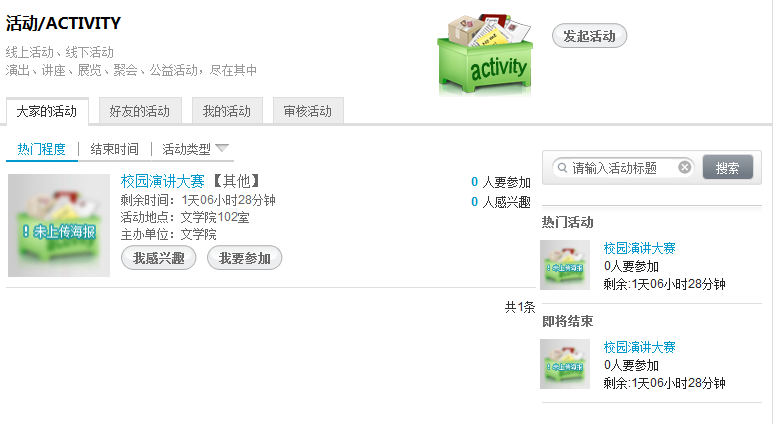 活动/ACTIVITY
线上活动、线下活动
演出、讲座、展览、聚会、公益活动，尽在其中
activity
发起活动
大家的活动 好友的活动 我的活动 审核活动
热门程度 结束时间 活动类型
！未上传海报
校园演讲大赛 【其他】
剩余时间：1天06小时28分钟
活动地点：文学院102室
主办单位：文学院
我感兴趣 我要参加
0 人要参加
0 人感兴趣
共1条
请输入活动标题 搜索
热门活动
！未上传海报
校园演讲大赛
0人要参加
剩余:1天06小时28分钟
即将结束
！未上传海报
校园演讲大赛
0人要参加
剩余:1天06小时28分钟